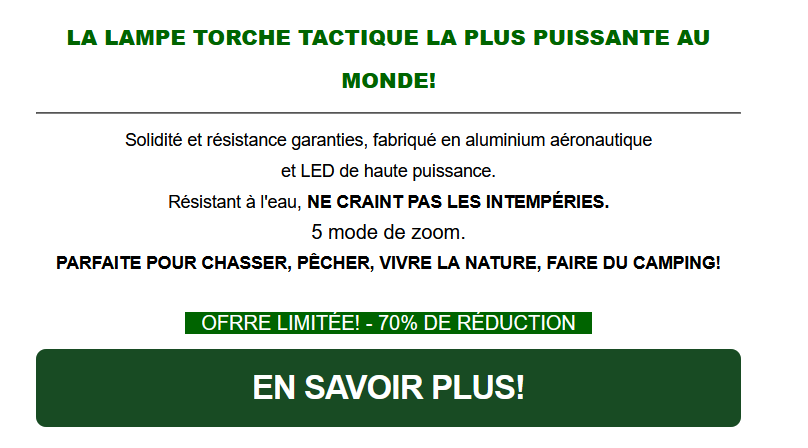 LA LAMPE TORCHE TACTIQUE LA PLUS PUISSANTE AU
MONDE!
Solidité et résistance garanties, fabriqué en aluminium aéronautique
et LED de haute puissance.
Résistant à l'eau, NE CRAINT PAS LES INTEMPÉRIES.
5 mode de zoom.
PARFAITE POUR CHASSER, PÊCHER, VIVRE LA NATURE, FAIRE DU CAMPING!
OFRRE LIMITÉE! - 70% DE RÉDUCTION
EN SAVOIR PLUS!